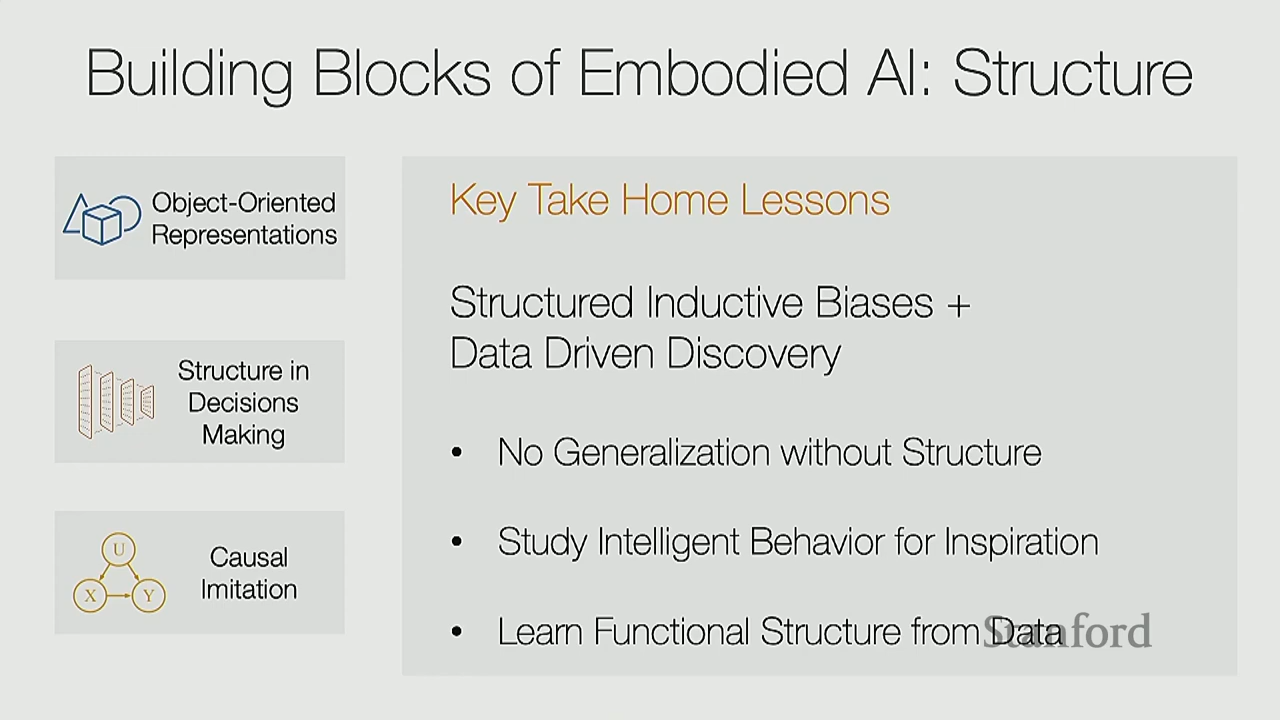 Building Blocks of Embodied AI: Structure
Object-Oriented
Representations
Structure in
Decisions
Making
U
X
Y
Causal
Imitation
Key Take Home Lessons
Structured Inductive Biases +
Data Driven Discovery
• No Generalization without Structure
• Study Intelligent Behavior for Inspiration
• Learn Functional Structure from Data
Stanford